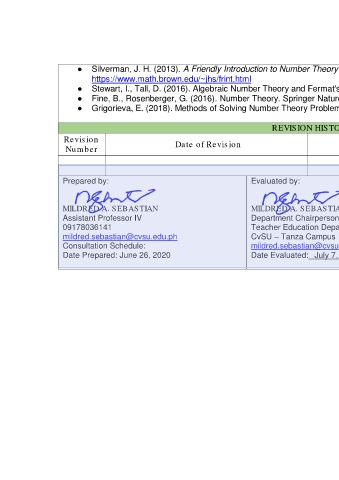 • Silverman, J. H. (2013). A Friendly Introduction to Number Theory
https://www.math.brown.edu/~jhs/frint.html
• Stewart, I., Tall, D. (2016). Algebraic Number Theory and Fermat's
• Fine, B., Rosenberger, G. (2016). Number Theory. Springer Nature
• Grigorieva, E. (2018). Methods of Solving Number Theory Problem
REVISION HISTO
Revision Number
Date of Revision
Prepared by:
MILDRED A. SEBASTIAN
Assistant Professor IV
09178036141
mildred.sebastian@cvsu.edu.ph
Consultation Schedule:
Date Prepared: June 26, 2020
Evaluated by:
MILDRED A. SEBASTIA
Department Chairperson
Teacher Education Depa
CvSU – Tanza Campus
mildred.sebastian@cvsu
Date Evaluated: July 7,